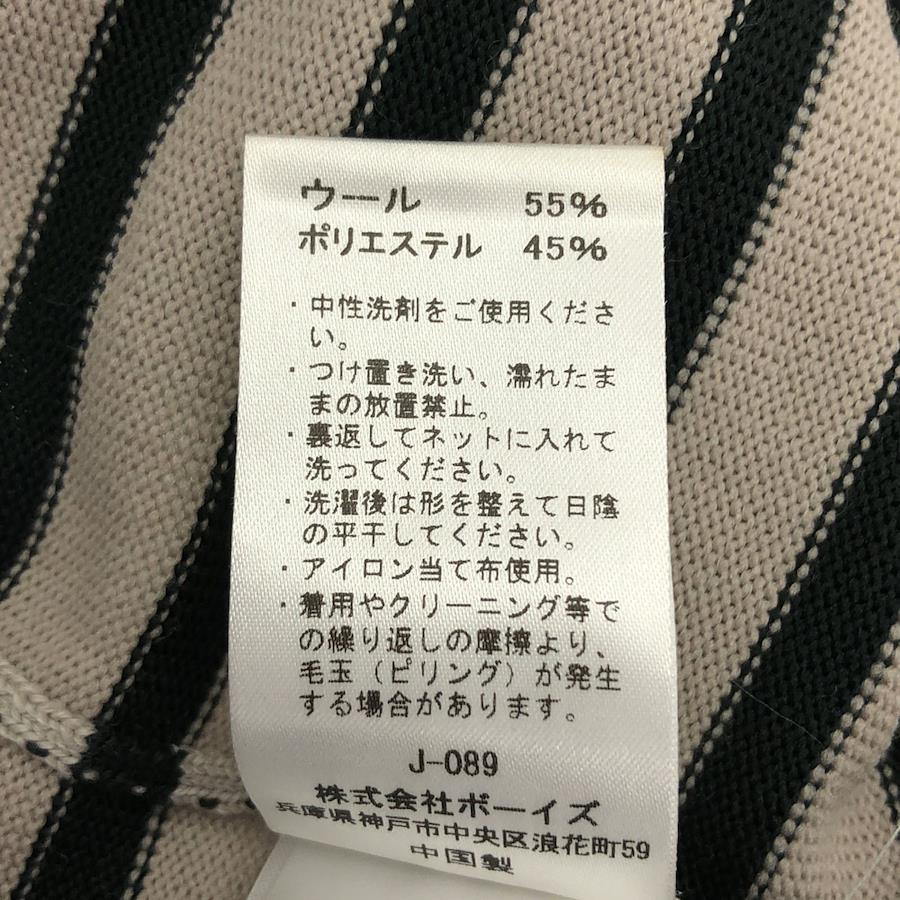 ウール 55%
ポリエステル 45%
・中性洗剤をご使用くださ
い。
・つけ置き洗い、濡れたま
まの放置禁止。
・裏返してネットに入れて
洗ってください。
・洗濯後は形を整えて日陰
の平干してください。
・アイロン当て布使用。
・着用やクリーニング等で
の繰り返しの摩擦より、
毛玉（ピリング）が発生
する場合があります。
J-089
株式会社ボーイズ
兵庫県神戸市中央区浪花町59
中国製